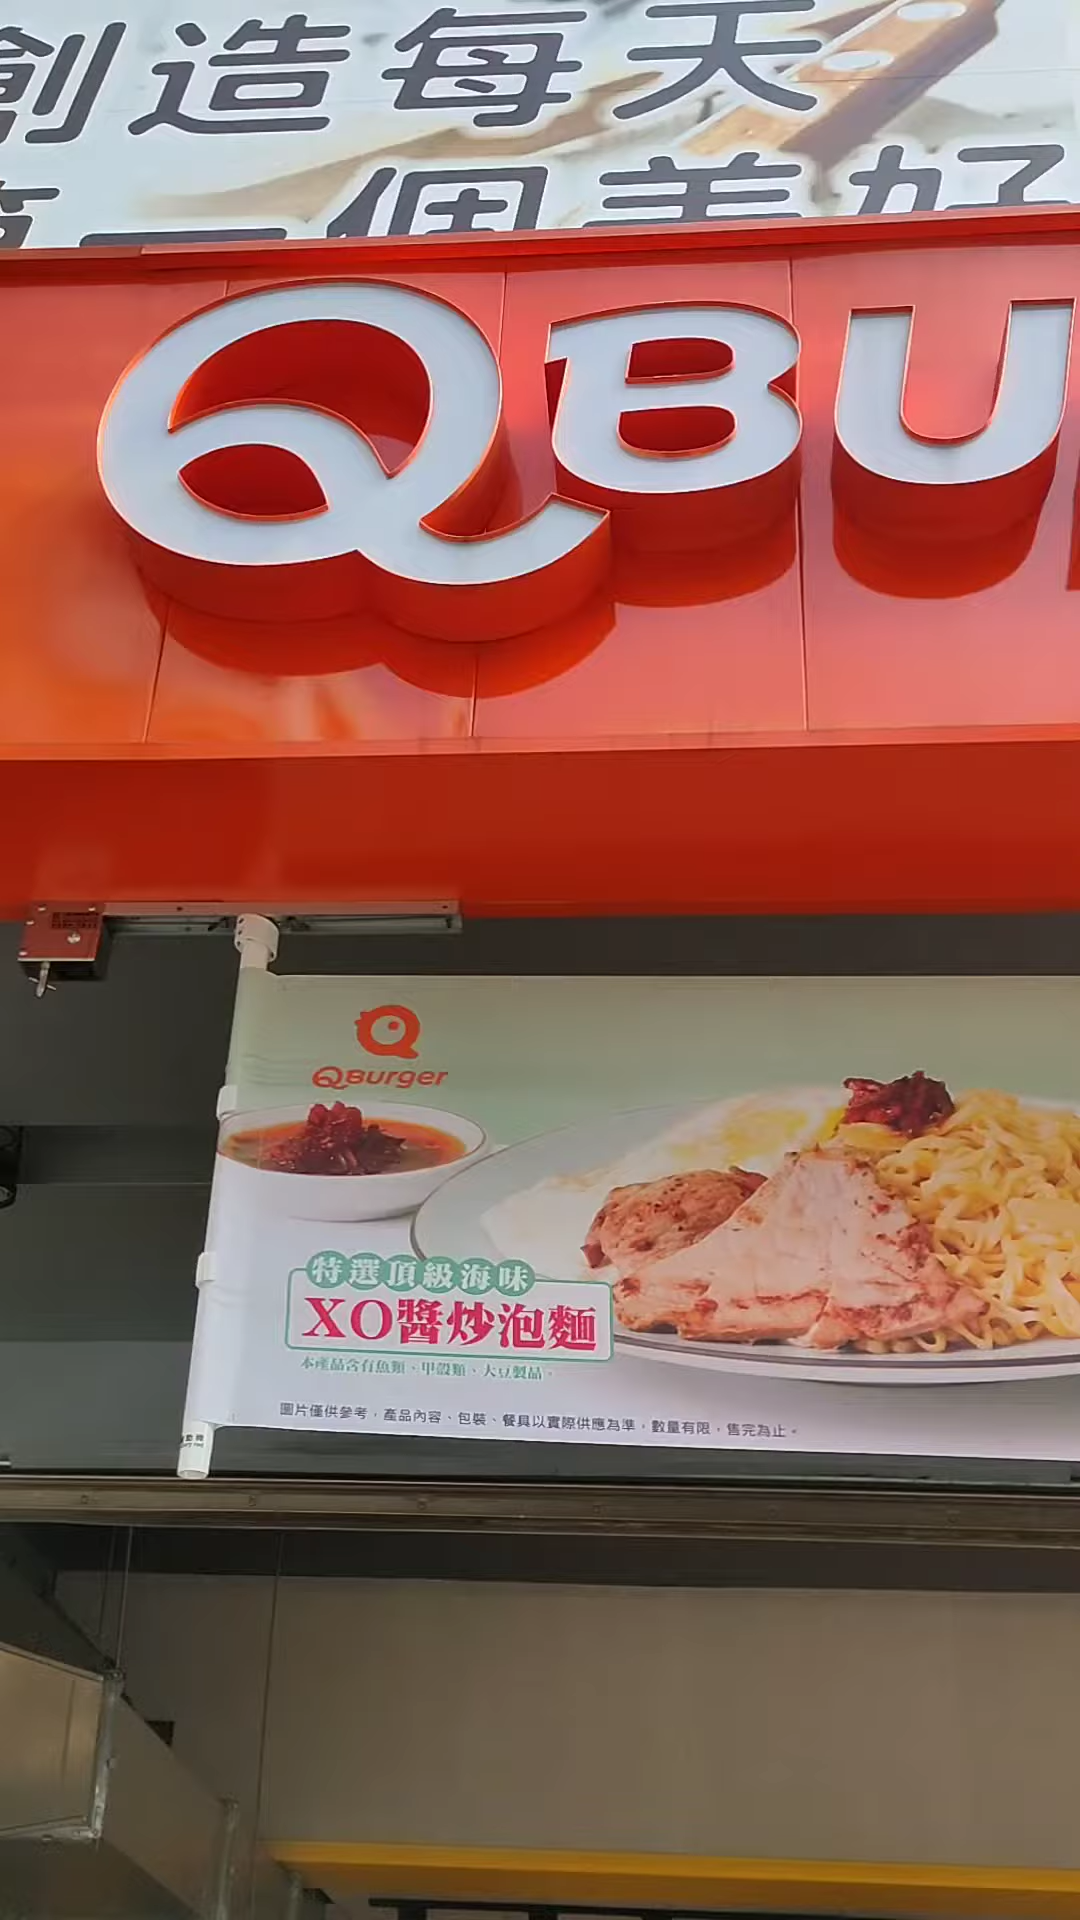 創造每天
第一個美好
QBU
QBurger
特選頂級海味
XO醬炒泡麵
本產品含有魚類、甲殼類、大豆製品。
圖片僅供參考，產品內容、包裝、餐具以實際供應為準，數量有限，售完為止。